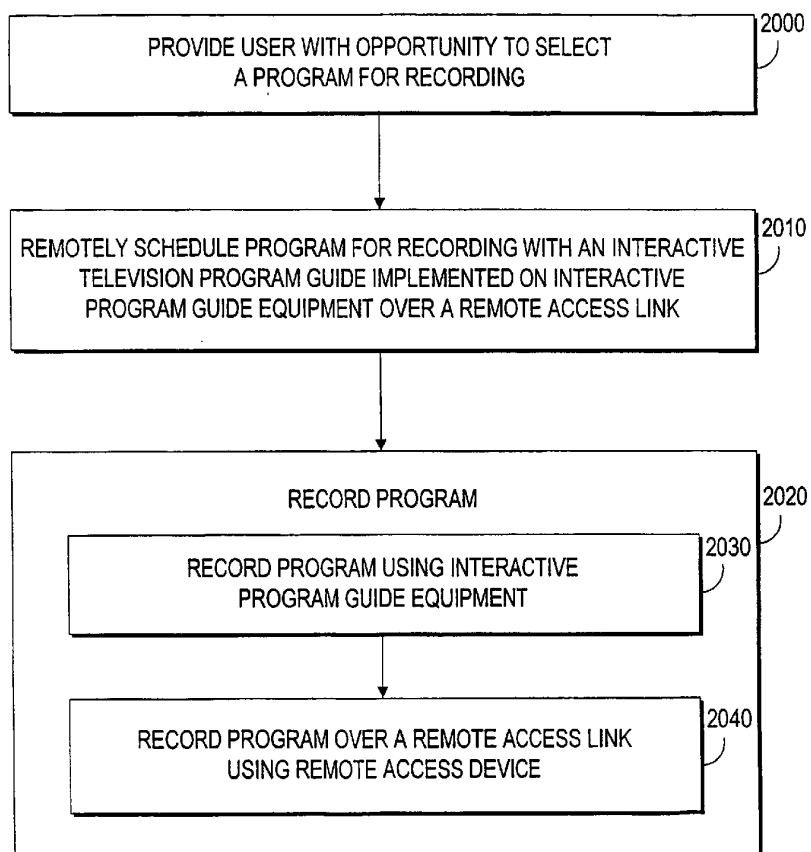 2000
PROVIDE USER WITH OPPORTUNITY TO SELECT
A PROGRAM FOR RECORDING
2010
REMOTELY SCHEDULE PROGRAM FOR RECORDING WITH AN INTERACTIVE
TELEVISION PROGRAM GUIDE IMPLEMENTED ON INTERACTIVE
PROGRAM GUIDE EQUIPMENT OVER A REMOTE ACCESS LINK
2020
RECORD PROGRAM
2030
RECORD PROGRAM USING INTERACTIVE
PROGRAM GUIDE EQUIPMENT
2040
RECORD PROGRAM OVER A REMOTE ACCESS LINK
USING REMOTE ACCESS DEVICE